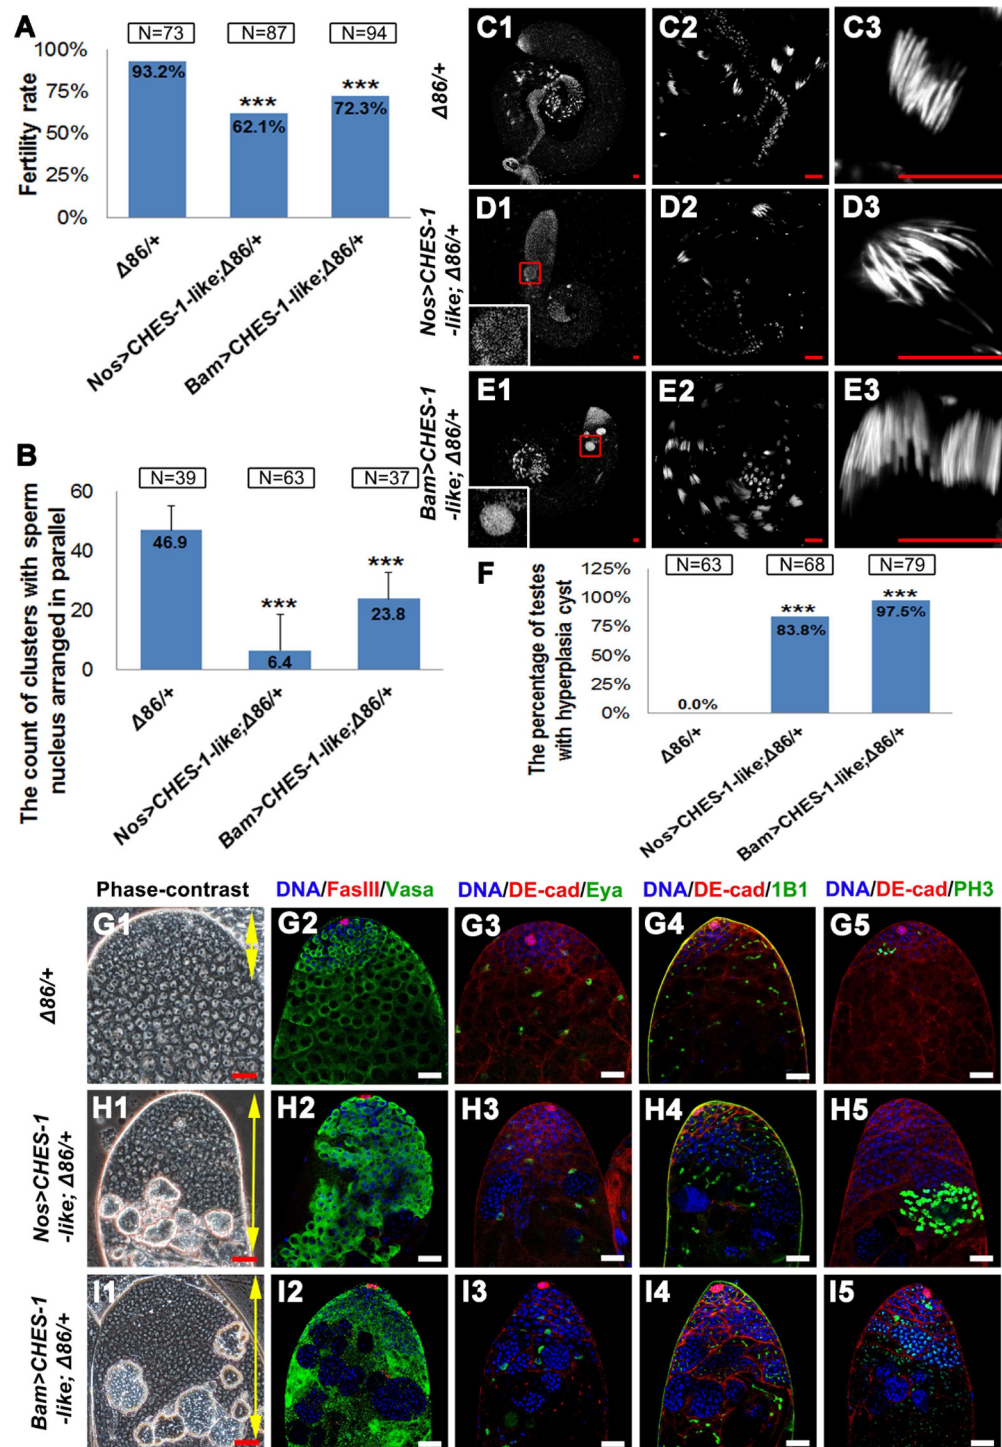 A
N=73
N=87
N=94
Fertility rate
100%
75%
50%
25%
0%
93.2%
***
62.1%
***
72.3%
Δ86/+
Nos>CHES-1-like;Δ86/+
Bam>CHES-1-like;Δ86/+
B
N=39
N=63
N=37
The count of clusters with sperm
nucleus arranged in parallel
60
40
20
0
46.9
***
6.4
***
23.8
Δ86/+
Nos>CHES-1-like;Δ86/+
Bam>CHES-1-like;Δ86/+
Δ86/+
C1
C2
C3
Nos>CHES-1
-like; Δ86/+
D1
D2
D3
Bam>CHES-1
-like; Δ86/+
E1
E2
E3
F
N=63
N=68
N=79
The percentage of testes
with hyperplasia cyst
125%
100%
75%
50%
25%
0%
0.0%
***
83.8%
***
97.5%
Δ86/+
Nos>CHES-1-like;Δ86/+
Bam>CHES-1-like;Δ86/+
Phase-contrast
DNA/FasIII/Vasa
DNA/DE-cad/Eya
DNA/DE-cad/1B1
DNA/DE-cad/PH3
Δ86/+
G1
G2
G3
G4
G5
Nos>CHES-1
-like; Δ86/+
H1
H2
H3
H4
H5
Bam>CHES-1
-like; Δ86/+
I1
I2
I3
I4
I5